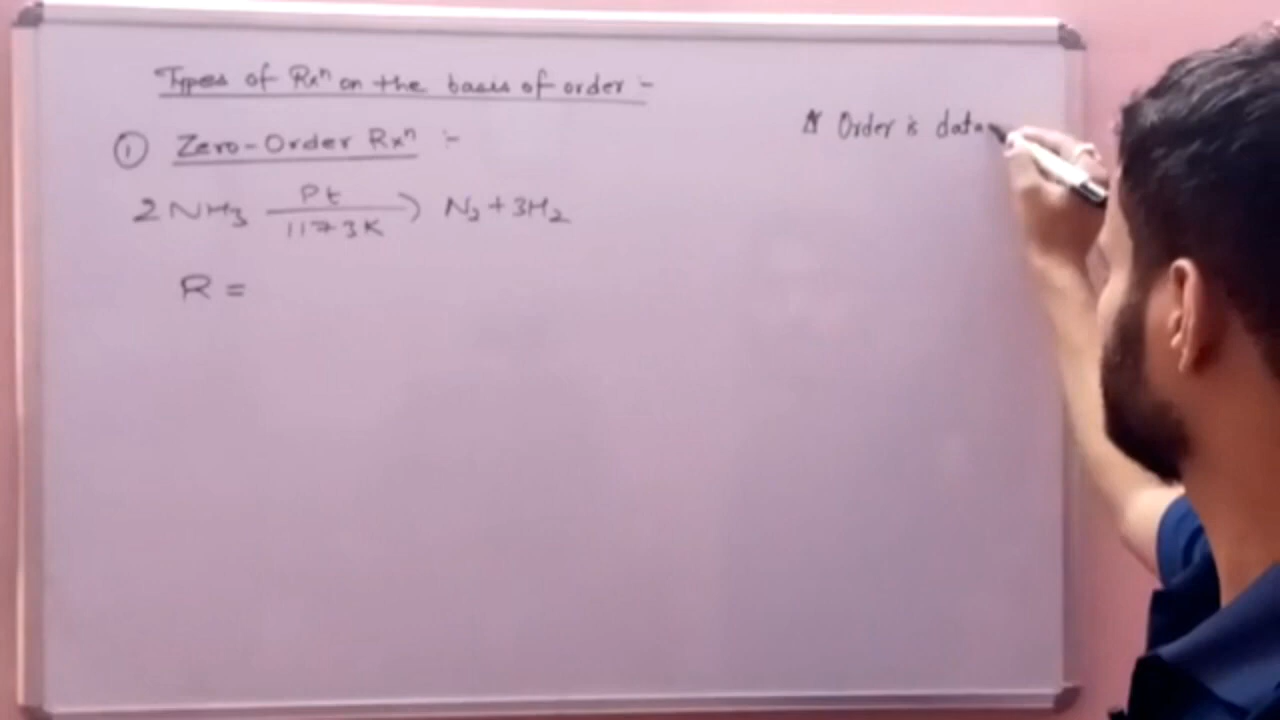 Types of Rxⁿ on the basis of order :-
① Zero-Order Rxⁿ :-
2NH₃ Pt/1173K → N₂ + 3H₂
R =
* Order is data